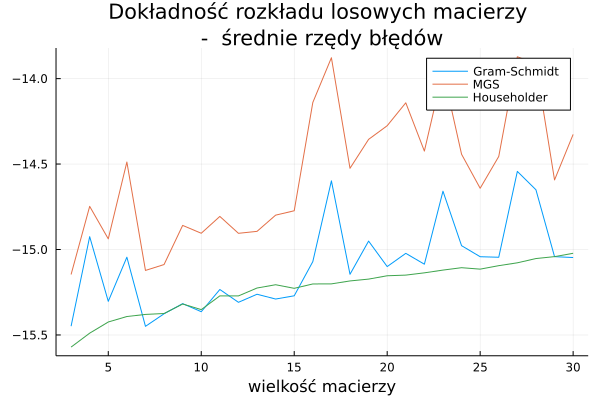 Dokładność rozkładu losowych macierzy
- średnie rzędy błędów
Gram-Schmidt
MGS
Householder
−14.0
−14.5
−15.0
−15.5
5
10
15
20
25
30
wielkość macierzy